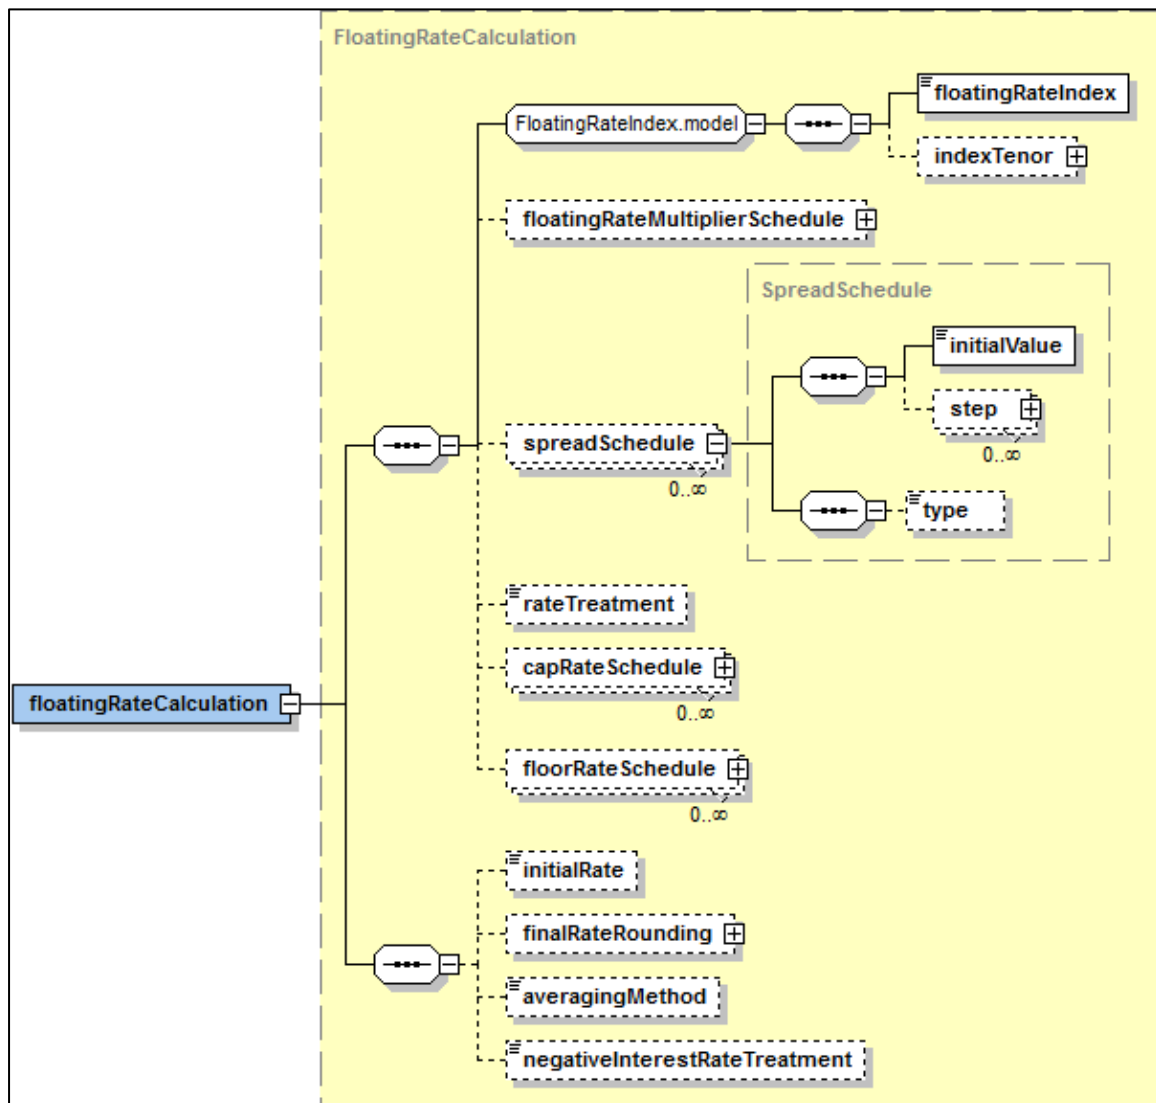 FloatingRateCalculation
floatingRateIndex
FloatingRateIndex.model
indexTenor
floatingRateMultiplierSchedule
SpreadSchedule
initialValue
step
0..∞
spreadSchedule
0..∞
type
rateTreatment
capRateSchedule
0..∞
floatingRateCalculation
floorRateSchedule
0..∞
initialRate
finalRateRounding
averagingMethod
negativeInterestRateTreatment